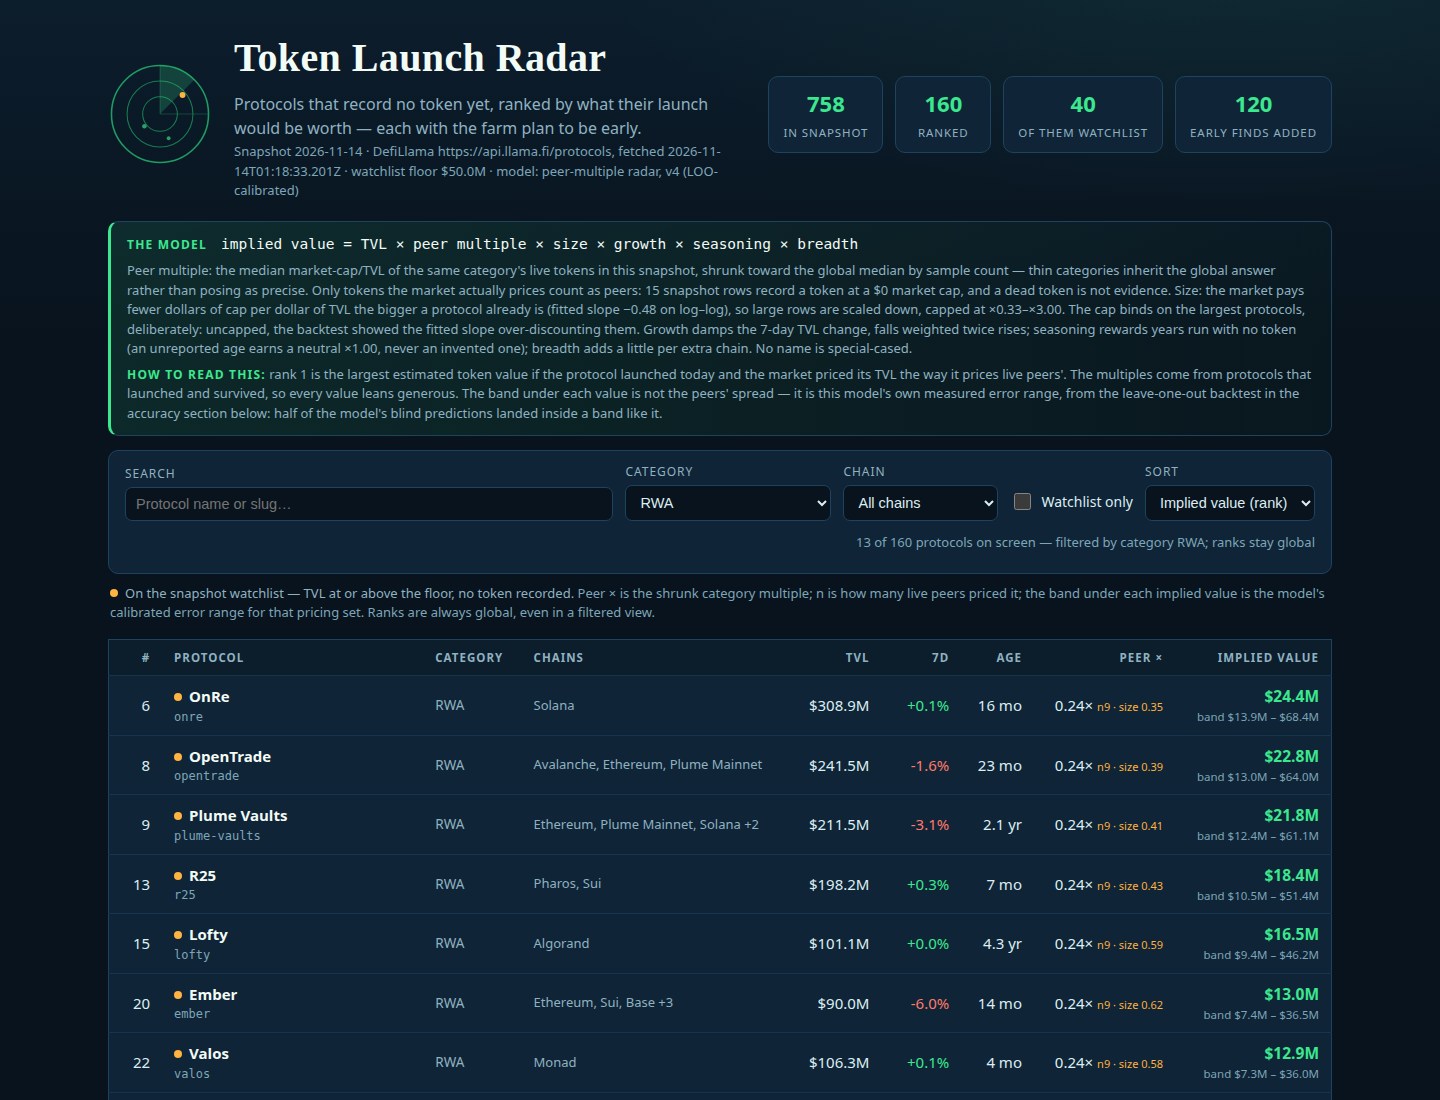 Token Launch Radar
Protocols that record no token yet, ranked by what their launch
would be worth — each with the farm plan to be early.
Snapshot 2026-11-14 · DefiLlama https://api.llama.fi/protocols, fetched 2026-11-
14T01:18:33.201Z · watchlist floor $50.0M · model: peer-multiple radar, v4 (LOO-
calibrated)
758
IN SNAPSHOT
160
RANKED
40
OF THEM WATCHLIST
120
EARLY FINDS ADDED
THE MODEL implied value = TVL × peer multiple × size × growth × seasoning × breadth
Peer multiple: the median market-cap/TVL of the same category's live tokens in this snapshot, shrunk toward the global median by sample count — thin categories inherit the global answer
rather than posing as precise. Only tokens the market actually prices count as peers: 15 snapshot rows record a token at a $0 market cap, and a dead token is not evidence. Size: the market pays
fewer dollars of cap per dollar of TVL the bigger a protocol already is (fitted slope −0.48 on log–log), so large rows are scaled down, capped at ×0.33–×3.00. The cap binds on the largest protocols,
deliberately: uncapped, the backtest showed the fitted slope over-discounting them. Growth damps the 7-day TVL change, falls weighted twice rises; seasoning rewards years run with no token
(an unreported age earns a neutral ×1.00, never an invented one); breadth adds a little per extra chain. No name is special-cased.
HOW TO READ THIS: rank 1 is the largest estimated token value if the protocol launched today and the market priced its TVL the way it prices live peers'. The multiples come from protocols that
launched and survived, so every value leans generous. The band under each value is not the peers' spread — it is this model's own measured error range, from the leave-one-out backtest in the
accuracy section below: half of the model's blind predictions landed inside a band like it.
SEARCH
Protocol name or slug…
CATEGORY
RWA
CHAIN
All chains
Watchlist only
SORT
Implied value (rank)
13 of 160 protocols on screen — filtered by category RWA; ranks stay global
On the snapshot watchlist — TVL at or above the floor, no token recorded. Peer × is the shrunk category multiple; n is how many live peers priced it; the band under each implied value is the model's
calibrated error range for that pricing set. Ranks are always global, even in a filtered view.
# PROTOCOL CATEGORY CHAINS TVL 7D AGE PEER × IMPLIED VALUE
6 OnRe RWA Solana $308.9M +0.1% 16 mo 0.24× n9 · size 0.35 $24.4M
onre band $13.9M – $68.4M
8 OpenTrade RWA Avalanche, Ethereum, Plume Mainnet $241.5M -1.6% 23 mo 0.24× n9 · size 0.39 $22.8M
opentrade band $13.0M – $64.0M
9 Plume Vaults RWA Ethereum, Plume Mainnet, Solana +2 $211.5M -3.1% 2.1 yr 0.24× n9 · size 0.41 $21.8M
plume-vaults band $12.4M – $61.1M
13 R25 RWA Pharos, Sui $198.2M +0.3% 7 mo 0.24× n9 · size 0.43 $18.4M
r25 band $10.5M – $51.4M
15 Lofty RWA Algorand $101.1M +0.0% 4.3 yr 0.24× n9 · size 0.59 $16.5M
lofty band $9.4M – $46.2M
20 Ember RWA Ethereum, Sui, Base +3 $90.0M -6.0% 14 mo 0.24× n9 · size 0.62 $13.0M
ember band $7.4M – $36.5M
22 Valos RWA Monad $106.3M +0.1% 4 mo 0.24× n9 · size 0.58 $12.9M
valos band $7.3M – $36.0M